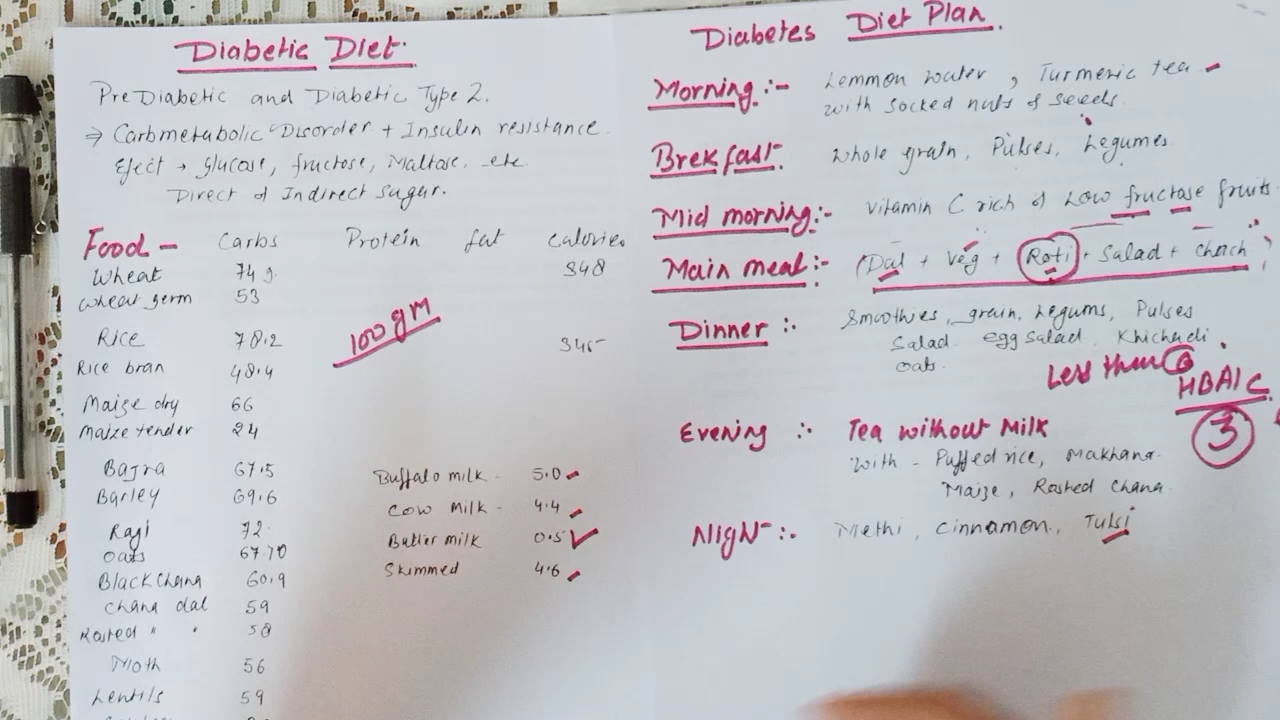 Diabetic Diet.
Pre Diabetic and Diabetic Type 2.
⇒ Carbmetabolic Disorder + Insulin resistance.
Efect → glucose, fructose, Maltose, etc
Direct & Indirect Sugar.
Food - Carbs Protein fat Calories
Wheat 74 g. 348
Wheat germ 53
100 gm
Rice 78.2 345
Rice bran 48.4
Maize dry 66
Maize tender 24
Bajra 67.5
Barley 69.6
Ragi 72.
Oats 67.70
Black Chana 60.9
Chana dal 59
Rosted " " 58
Moth 56
Lentils 59
Buffalo milk - 5.0
Cow Milk - 4.4
Butter milk 0.5
Skimmed 4.6
Diabetes Diet Plan.
Morning :- Lemmon water, Turmeric tea
with Socked nuts & seeds.
Brekfast Whole grain, Pulses, Legumes
Mid morning:- Vitamin C rich & Low fructose fruits
Main meal:- (Dal + Veg + Roti + Salad + Chach)
Dinner :- Smoothies, grain, Legums, Pulses
Salad. egg Salad, Khichadi
Oats.
Less than 6
HBA1C
3
Evening :- Tea without Milk
With - Puffed rice, Makhana.
Maize, Rosted Chana
Night :- Methi, Cinnamon, Tulsi